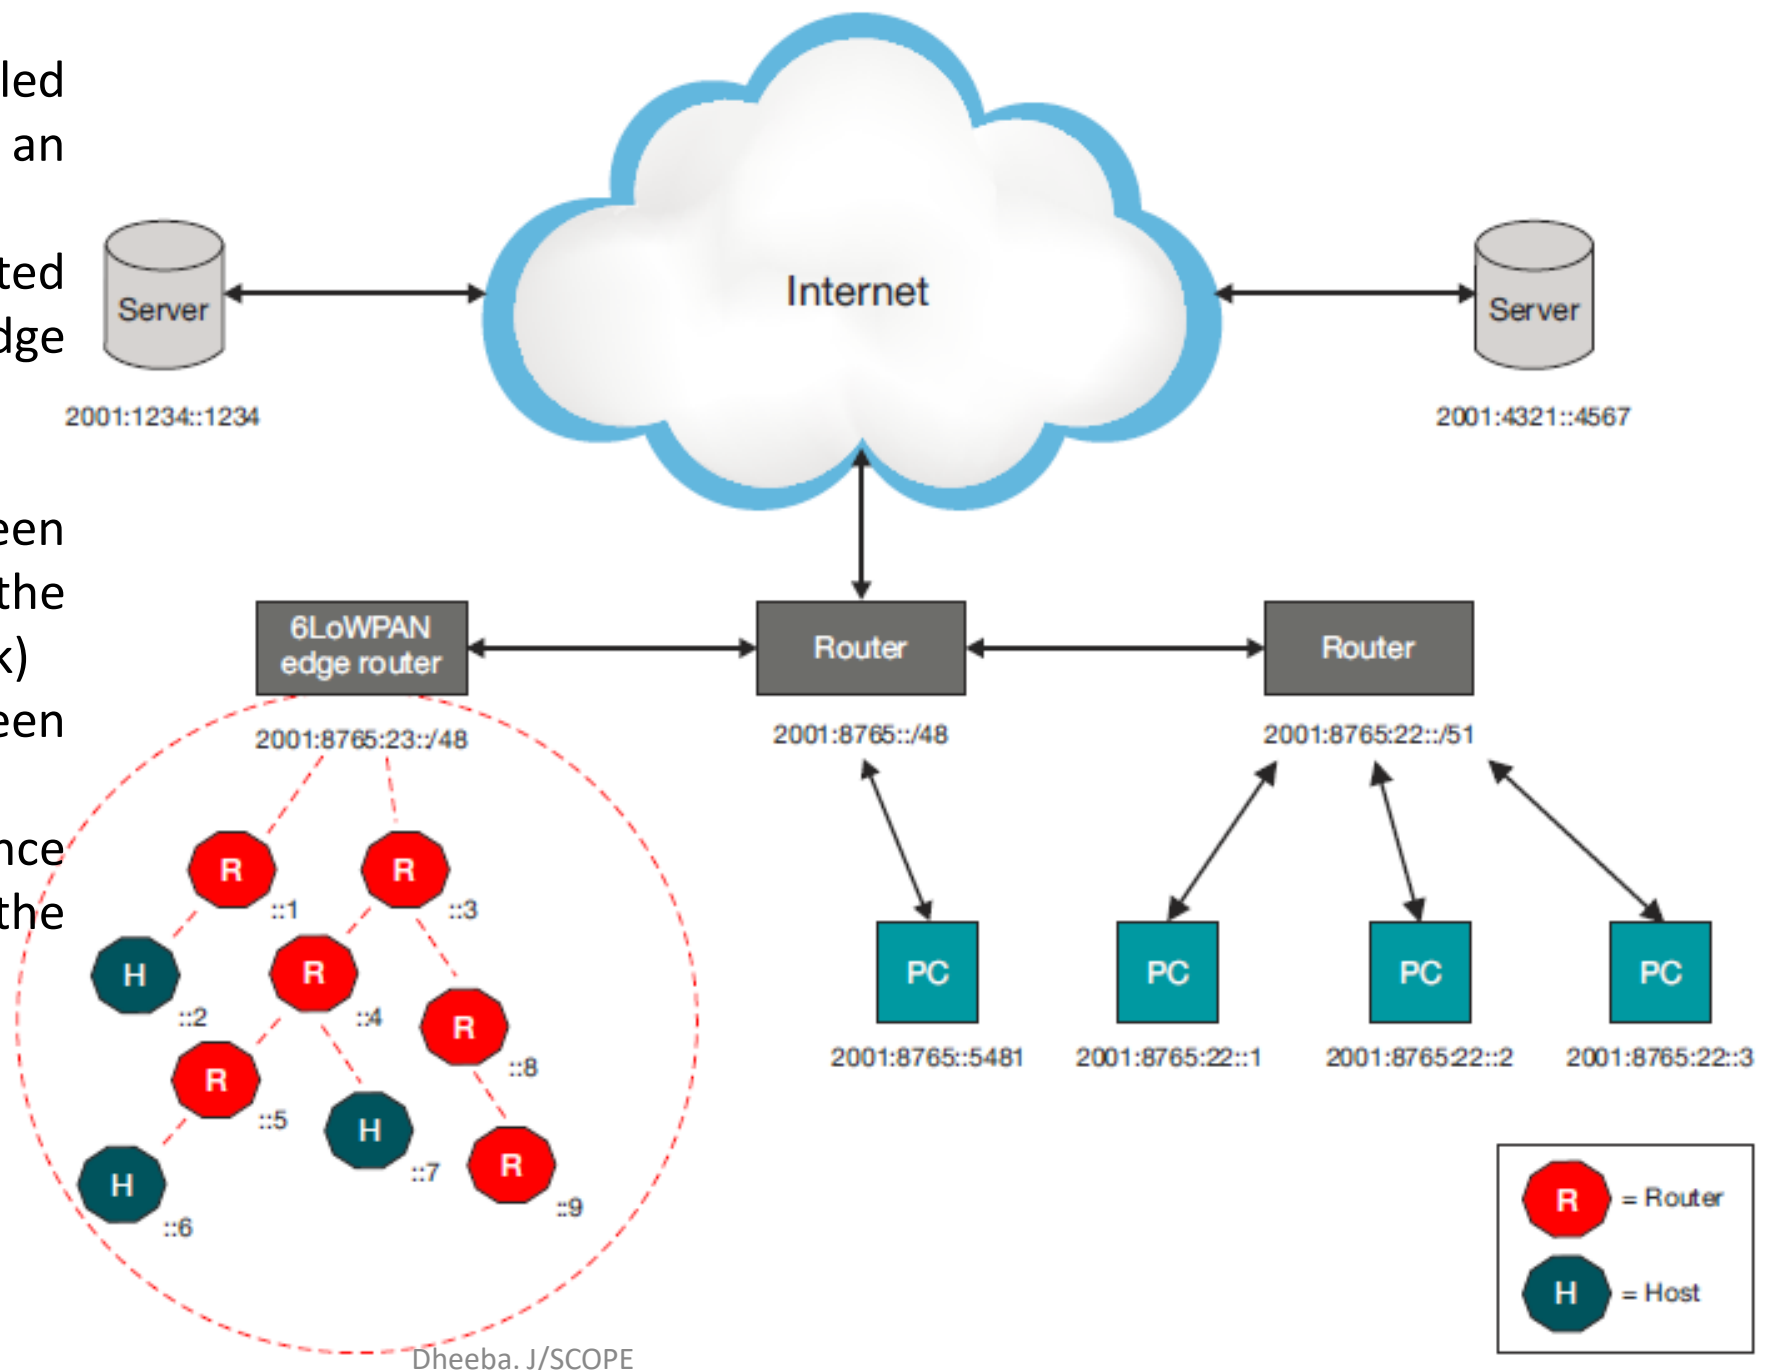 led
an
ted
dge
een
the
k)
een
nce
the
Internet
Server
Server
2001:1234::1234
2001:4321::4567
6LoWPAN
edge router
Router
Router
2001:8765:23::/48
2001:8765::/48
2001:8765:22::/51
R
R
::1
::3
H
R
R
::2
::4
::8
R
H
R
::5
::7
::9
H
::6
PC
PC
PC
PC
2001:8765::5481
2001:8765:22::1
2001:8765:22::2
2001:8765:22::3
R = Router
H = Host
Dheeba. J/SCOPE